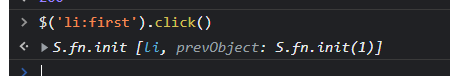 $('li:first').click()
S.fn.init [li, prevObject: S.fn.init(1)]